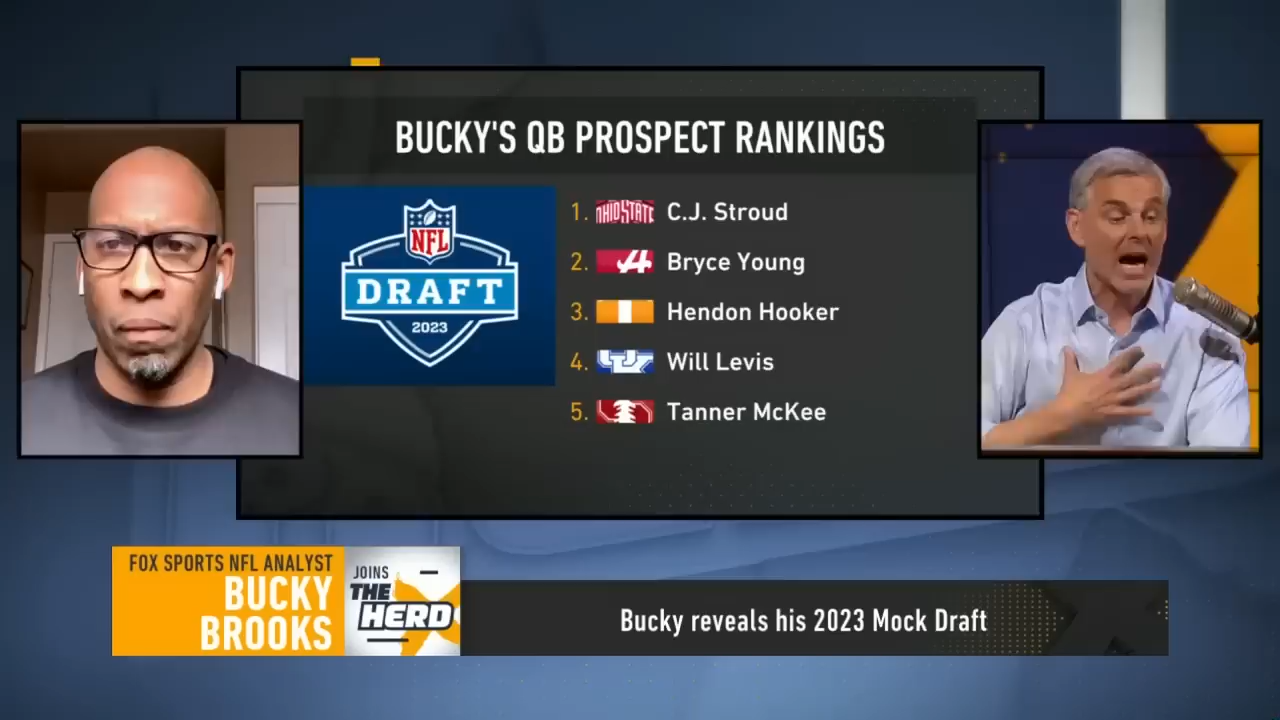 BUCKY'S QB PROSPECT RANKINGS
NFL
DRAFT
2023
1. OHIO STATE C.J. Stroud
2. A Bryce Young
3. T Hendon Hooker
4. UK Will Levis
5. S Tanner McKee
FOX SPORTS NFL ANALYST
BUCKY
BROOKS
JOINS
THE
HERD
Bucky reveals his 2023 Mock Draft